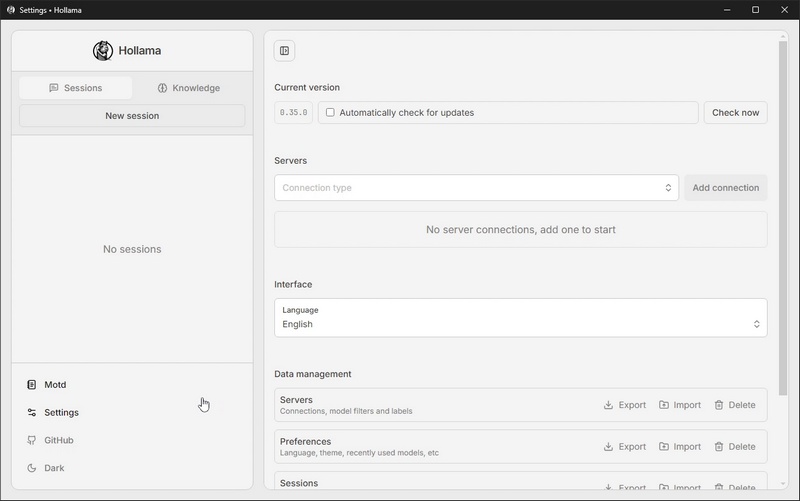 Settings • Hollama
Hollama
Sessions
Knowledge
New session
No sessions
Motd
Settings
GitHub
Dark
Current version
0.35.0
Automatically check for updates
Check now
Servers
Connection type
Add connection
No server connections, add one to start
Interface
Language
English
Data management
Servers
Connections, model filters and labels
Export
Import
Delete
Preferences
Language, theme, recently used models, etc
Export
Import
Delete
Sessions
Export
Import
Delete